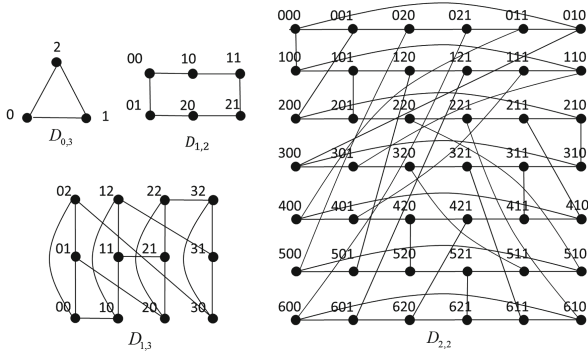 2
0 1
D0,3
00 10 11
01 20 21
D1,2
02 12 22 32
01 11 21 31
00 10 20 30
D1,3
000 001 020 021 011 010
100 101 120 121 111 110
200 201 220 221 211 210
300 301 320 321 311 310
400 401 420 421 411 410
500 501 520 521 511 510
600 601 620 621 611 610
D2,2